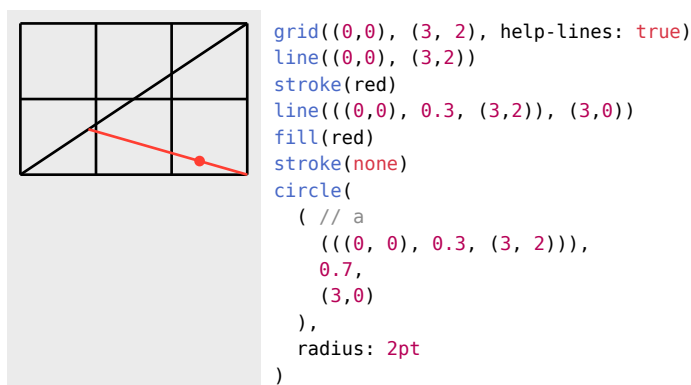 grid((0,0), (3, 2), help-lines: true)
line((0,0), (3,2))
stroke(red)
line(((0,0), 0.3, (3,2)), (3,0))
fill(red)
stroke(none)
circle(
  ( // a
    (((0, 0), 0.3, (3, 2))),
    0.7,
    (3,0)
  ),
  radius: 2pt
)